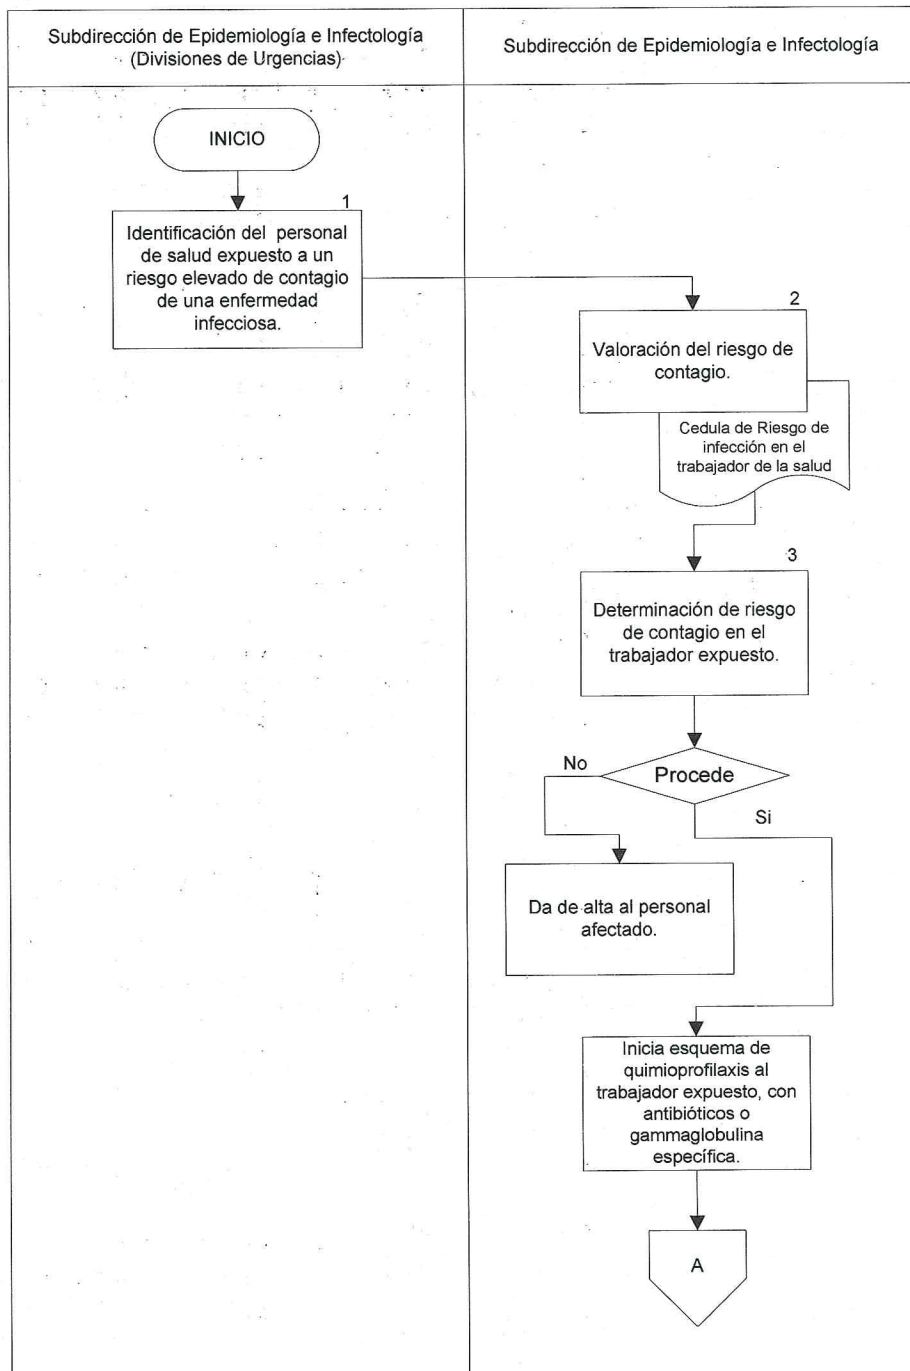 Subdirección de Epidemiología e Infectología
(Divisiones de Urgencias)
Subdirección de Epidemiología e Infectología
INICIO
1
Identificación del personal
de salud expuesto a un
riesgo elevado de contagio
de una enfermedad
infecciosa.
2
Valoración del riesgo de
contagio.
Cedula de Riesgo de
infección en el
trabajador de la salud
3
Determinación de riesgo
de contagio en el
trabajador expuesto.
No
Procede
Si
Da de alta al personal
afectado.
Inicia esquema de
quimioprofilaxis al
trabajador expuesto, con
antibióticos o
gammaglobulina
específica.
A